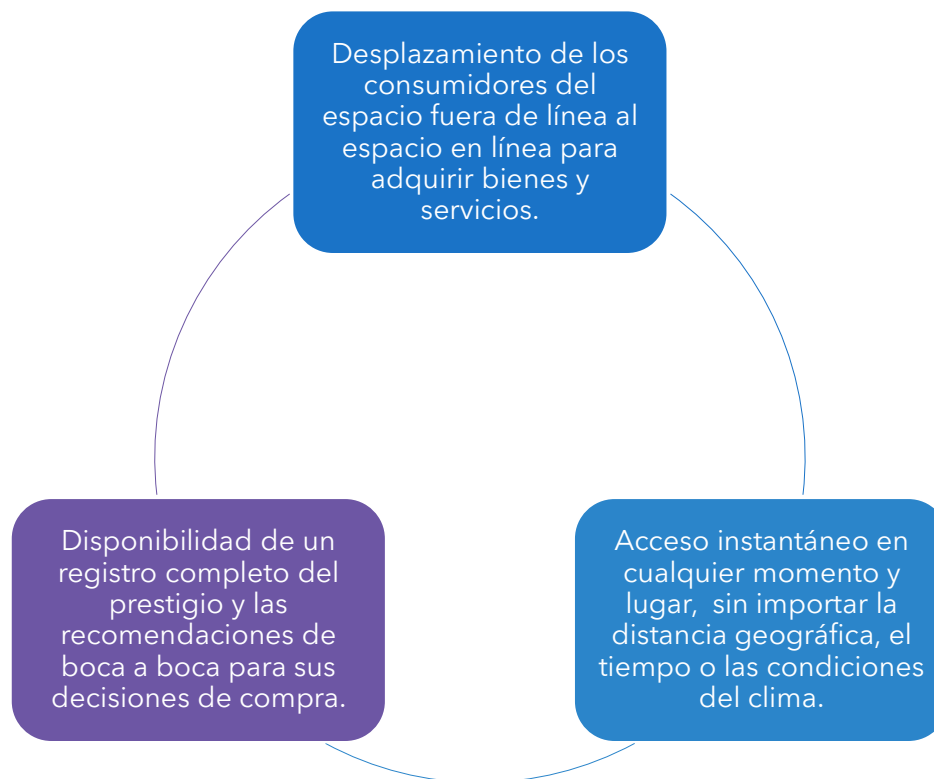 Desplazamiento de los
consumidores del
espacio fuera de línea al
espacio en línea para
adquirir bienes y
servicios.
Disponibilidad de un
registro completo del
prestigio y las
recomendaciones de
boca a boca para sus
decisiones de compra.
Acceso instantáneo en
cualquier momento y
lugar,  sin importar la
distancia geográfica, el
tiempo o las condiciones
del clima.